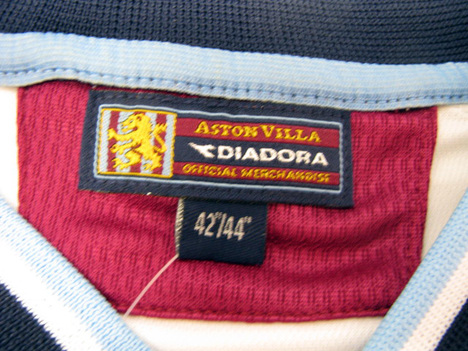 ASTON VILLA
DIADORA
OFFICIAL MERCHANDISE
42"/44"